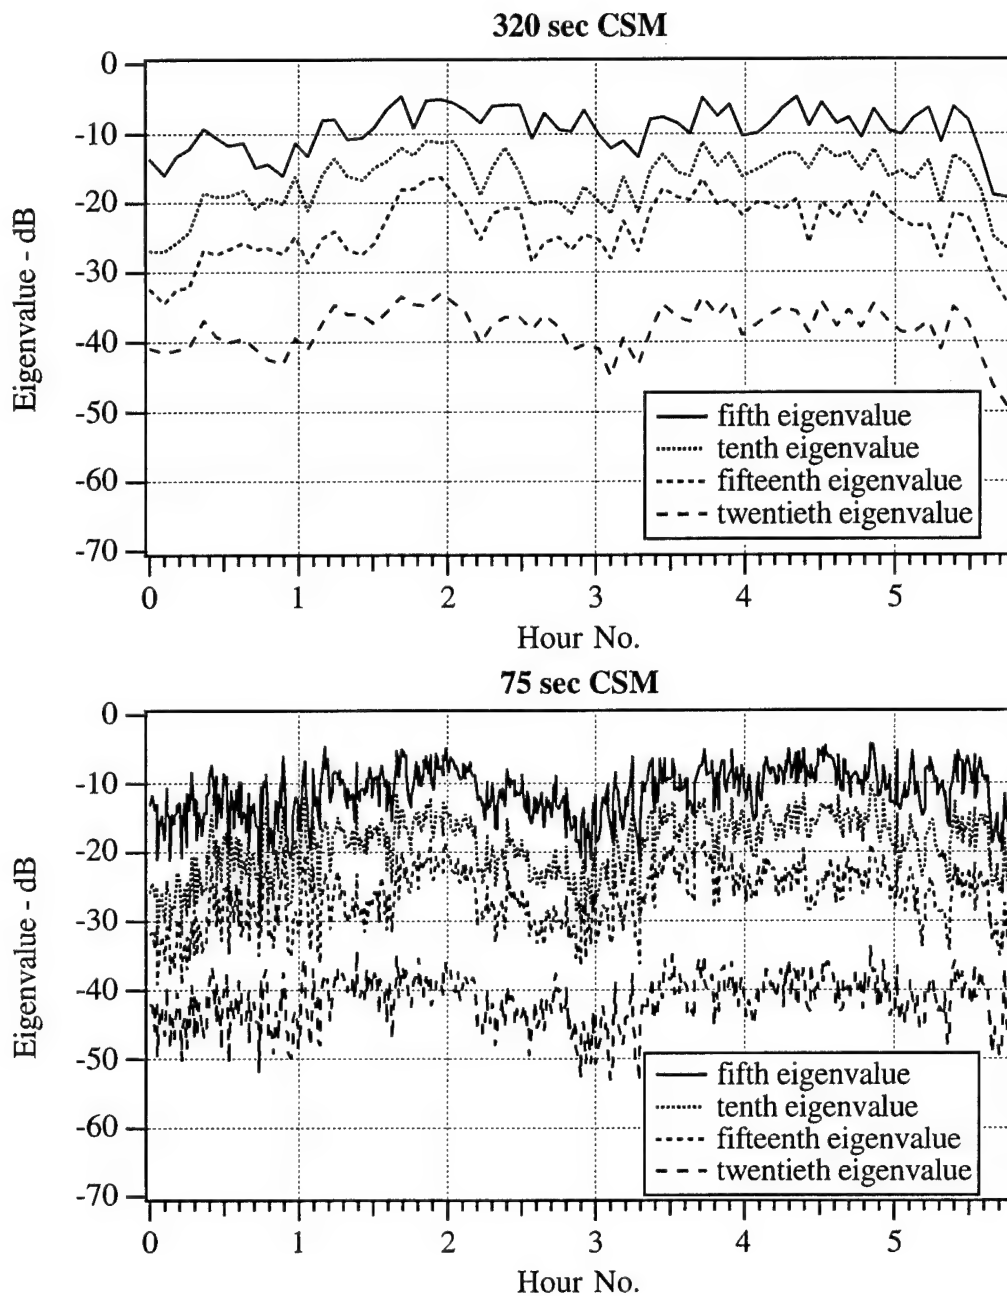 320 sec CSM
0
-10
-20
-30
-40
-50
-60
-70
Eigenvalue - dB
fifth eigenvalue
tenth eigenvalue
fifteenth eigenvalue
twentieth eigenvalue
0 1 2 3 4 5
Hour No.
75 sec CSM
0
-10
-20
-30
-40
-50
-60
-70
Eigenvalue - dB
fifth eigenvalue
tenth eigenvalue
fifteenth eigenvalue
twentieth eigenvalue
0 1 2 3 4 5
Hour No.